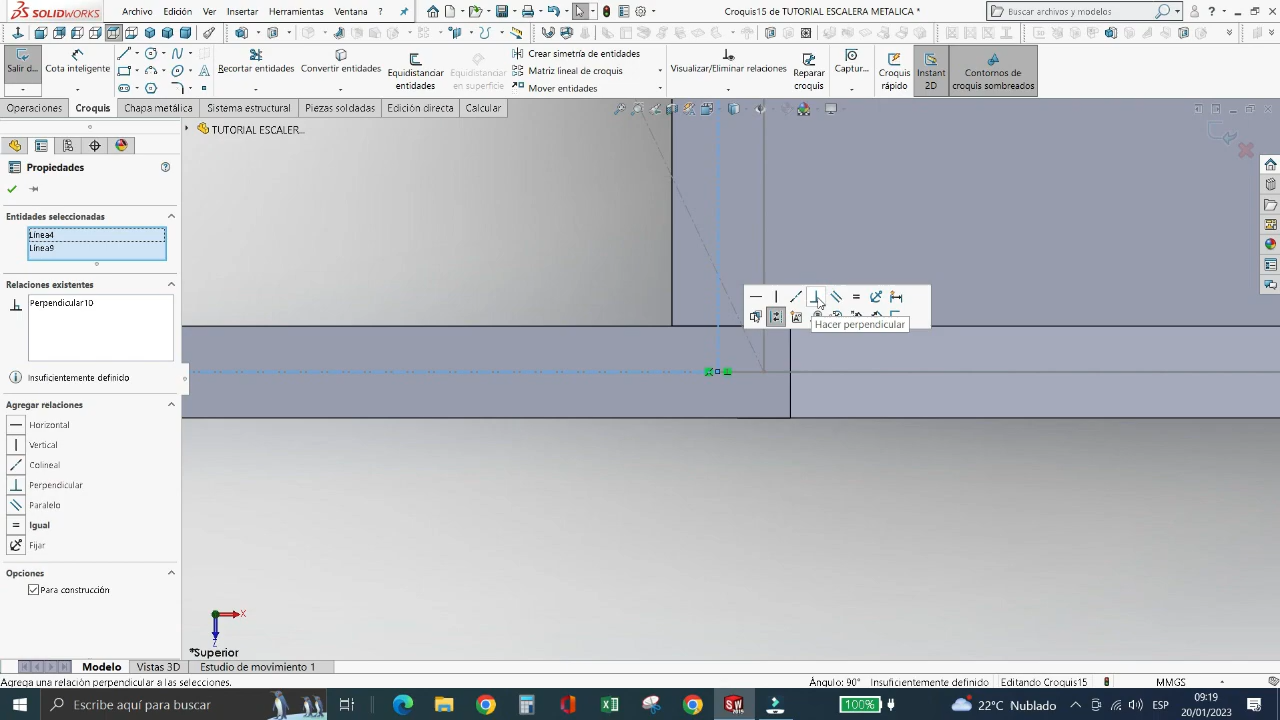 SOLIDWORKS
Archivo Edición Ver Insertar Herramientas Ventana
Croquis15 de TUTORIAL ESCALERA METALICA *
Buscar archivos y modelos
Salir d...
Cota inteligente
Recortar entidades
Convertir entidades
Equidistanciar entidades
Equidistanciar en superficie
Crear simetría de entidades
Matriz lineal de croquis
Mover entidades
Visualizar/Eliminar relaciones
Reparar croquis
Captur...
Croquis rápido
Instant 2D
Contornos de croquis sombreados
Operaciones Croquis Chapa metálica Sistema estructural Piezas soldadas Edición directa Calcular
TUTORIAL ESCALER...
Propiedades
Entidades seleccionadas
Línea4
Línea9
Relaciones existentes
Perpendicular10
Insuficientemente definido
Agregar relaciones
Horizontal
Vertical
Colineal
Perpendicular
Paralelo
Igual
Fijar
Opciones
Para construcción
Hacer perpendicular
X
Z
*Superior
Modelo Vistas 3D Estudio de movimiento 1
Agrega una relación perpendicular a las selecciones.
Ángulo: 90° Insuficientemente definido Editando Croquis15 MMGS
Escribe aquí para buscar
100%
22°C Nublado
ESP
09:19
20/01/2023